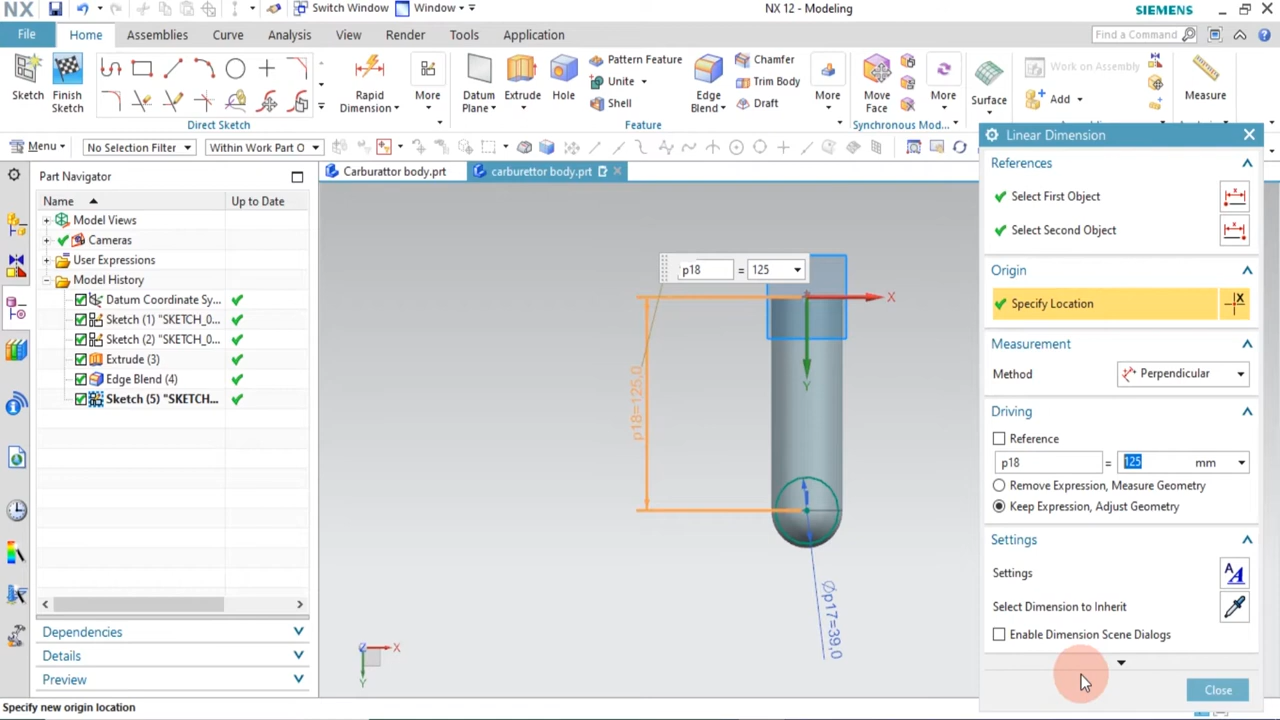 NX
Switch Window
Window
NX 12 - Modeling
SIEMENS
File
Home
Assemblies
Curve
Analysis
View
Render
Tools
Application
Find a Command
Sketch
Finish Sketch
Rapid Dimension
More
Direct Sketch
Datum Plane
Extrude
Hole
Pattern Feature
Unite
Shell
Edge Blend
Chamfer
Trim Body
Draft
More
Feature
Move Face
More
Synchronous Mod...
Surface
Work on Assembly
Add
Measure
Menu
No Selection Filter
Within Work Part O
Part Navigator
Name
Up to Date
Model Views
Cameras
User Expressions
Model History
Datum Coordinate Sy...
Sketch (1) "SKETCH_0...
Sketch (2) "SKETCH_0...
Extrude (3)
Edge Blend (4)
Sketch (5) "SKETCH...
Dependencies
Details
Preview
Carburattor body.prt
carburettor body.prt
p18 = 125
X
Y
p18=125,0
Øp17=39,0
Z
X
Y
Linear Dimension
References
Select First Object
Select Second Object
Origin
Specify Location
X
Measurement
Method
Perpendicular
Driving
Reference
p18 = 125 mm
Remove Expression, Measure Geometry
Keep Expression, Adjust Geometry
Settings
Settings
Select Dimension to Inherit
Enable Dimension Scene Dialogs
Close
Specify new origin location